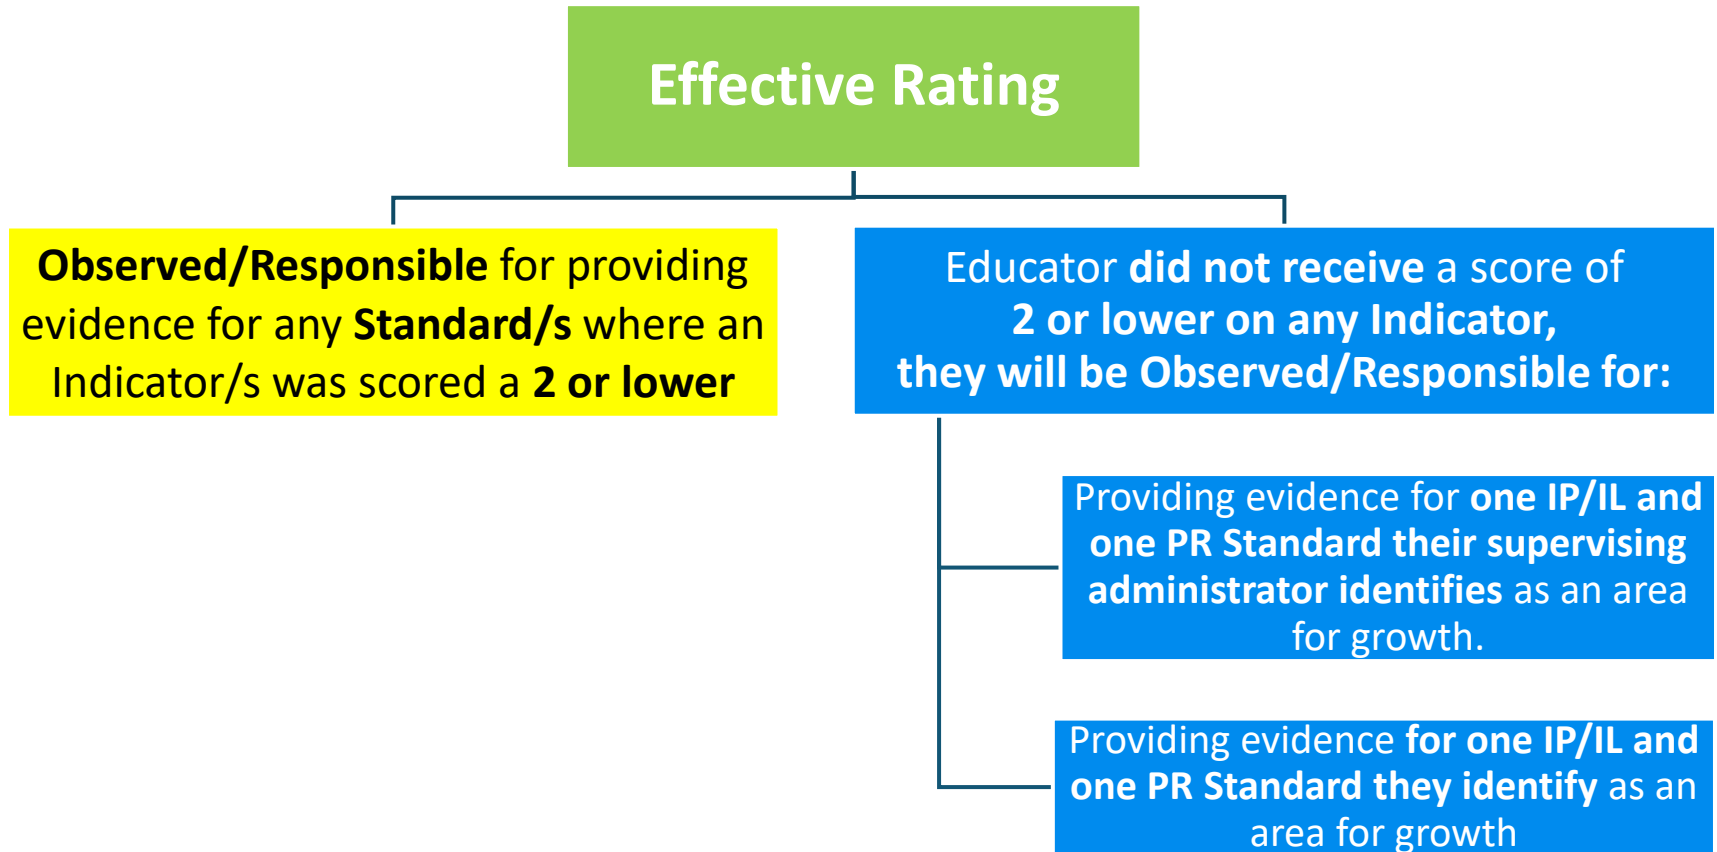 Effective Rating
Observed/Responsible for providing
evidence for any Standard/s where an
Indicator/s was scored a 2 or lower
Educator did not receive a score of
2 or lower on any Indicator,
they will be Observed/Responsible for:
Providing evidence for one IP/IL and
one PR Standard their supervising
administrator identifies as an area
for growth.
Providing evidence for one IP/IL and
one PR Standard they identify as an
area for growth